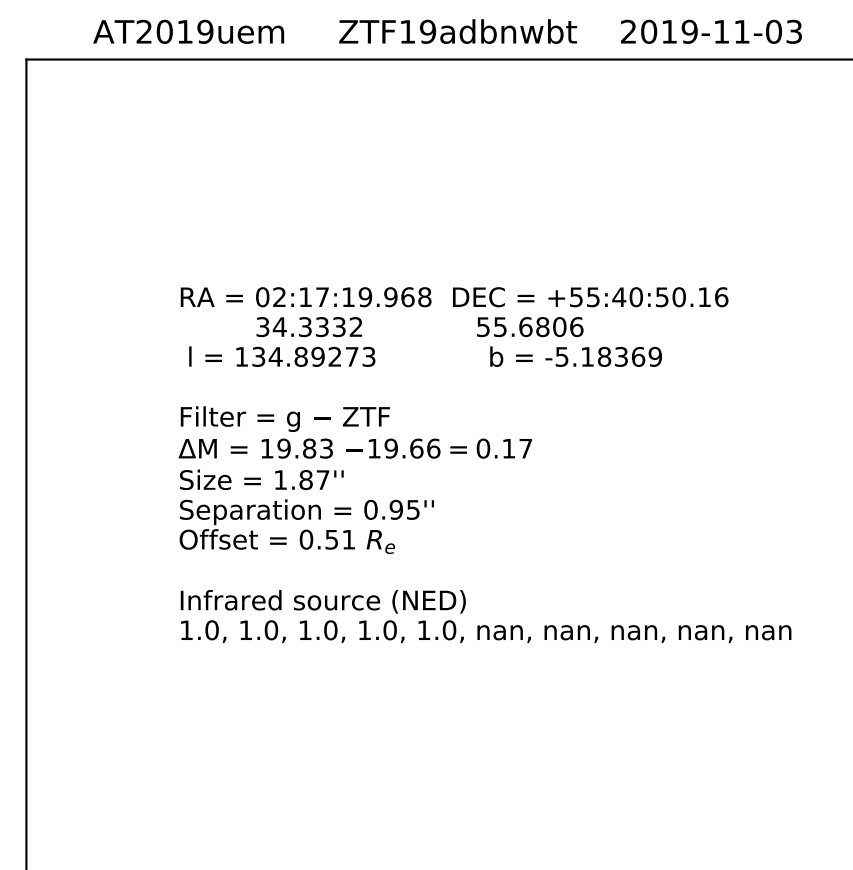 AT2019uem ZTF19adbnwbt 2019-11-03
RA = 02:17:19.968 DEC = +55:40:50.16
34.3332 55.6806
l = 134.89273 b = -5.18369
Filter = g − ZTF
ΔM = 19.83 −19.66 = 0.17
Size = 1.87''
Separation = 0.95''
Offset = 0.51 Rₑ
Infrared source (NED)
1.0, 1.0, 1.0, 1.0, 1.0, nan, nan, nan, nan, nan